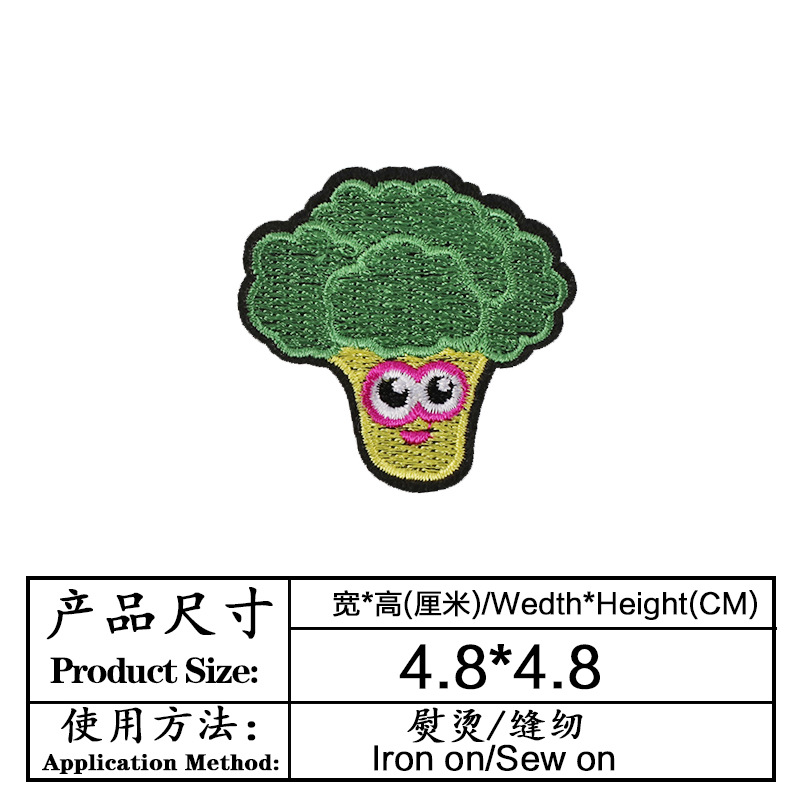 产品尺寸
Product Size:
宽*高(厘米)/Wedth*Height(CM)
4.8*4.8
使用方法：
Application Method:
熨烫/缝纫
Iron on/Sew on